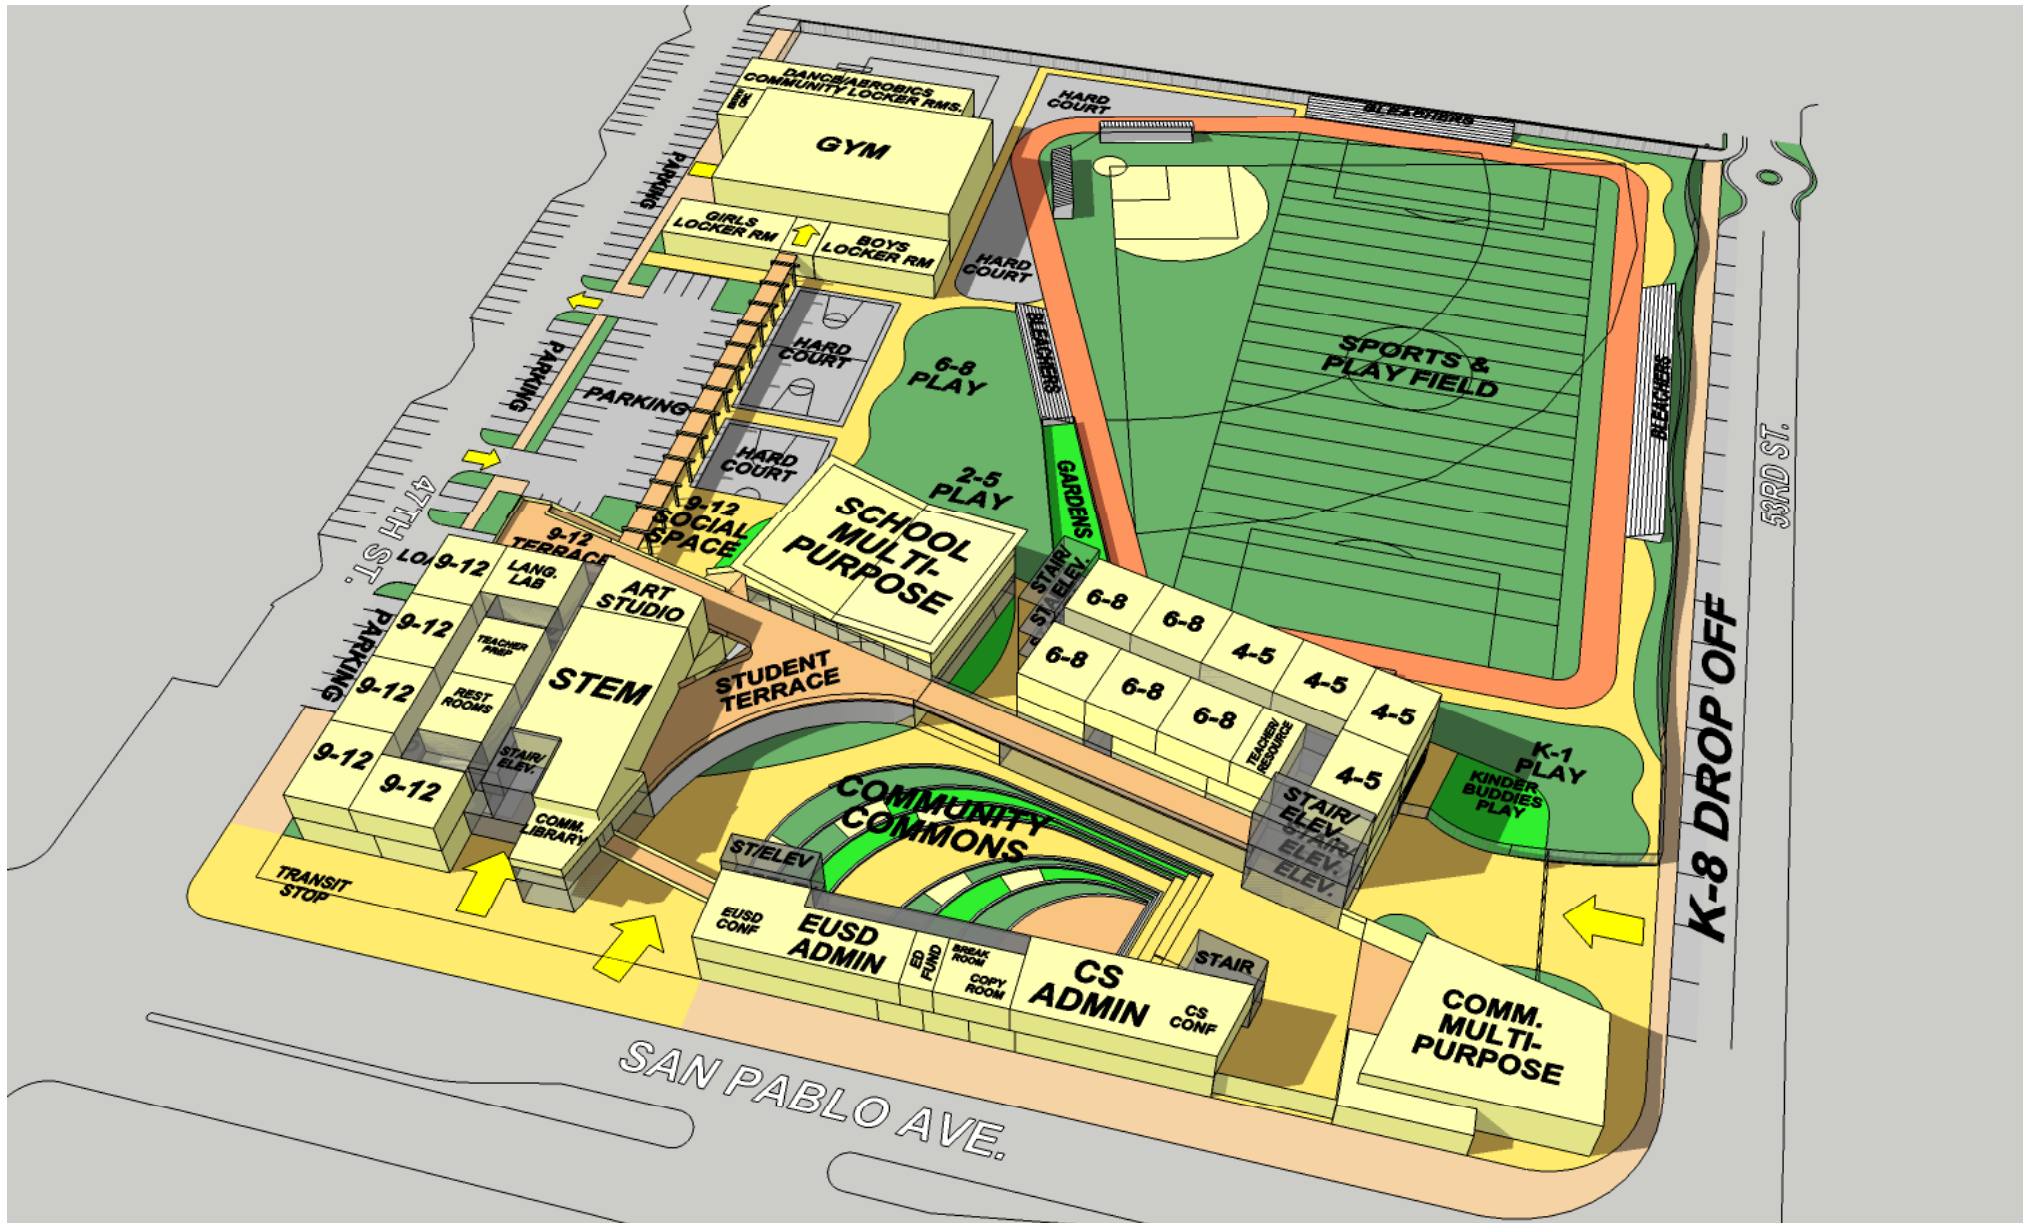 DANCE/AEROBICS
COMMUNITY LOCKER RMS.
GYM
GIRLS
LOCKER RM
BOYS
LOCKER RM
HARD
COURT
BLEACHERS
HARD
COURT
BLEACHERS
SPORTS &
PLAY FIELD
BLEACHERS
PARKING
PARKING
PARKING
HARD
COURT
HARD
COURT
6-8
PLAY
2-5
PLAY
GARDENS
47TH ST.
53RD ST.
9-12
SOCIAL
SPACE
9-12
TERRACE
SCHOOL
MULTI-
PURPOSE
STAIR/
ELEV.
9-12
LANG.
LAB
ART
STUDIO
9-12
TEACHER
PREP
STEM
9-12
REST
ROOMS
PARKING
9-12
9-12
STAIR/
ELEV.
COMM.
LIBRARY
STUDENT
TERRACE
6-8
6-8
4-5
4-5
4-5
6-8
6-8
6-8
TEACHER/
RESOURCE
4-5
STAIR/
ELEV.
STAIR/
ELEV.
ELEV.
K-1
PLAY
KINDER
BUDDIES
PLAY
K-8 DROP OFF
COMMUNITY
COMMONS
TRANSIT
STOP
ST/ELEV
EUSD
CONF
EUSD
ADMIN
ED
FUND
BREAK
ROOM
COPY
ROOM
CS
ADMIN
CS
CONF
STAIR
COMM.
MULTI-
PURPOSE
SAN PABLO AVE.